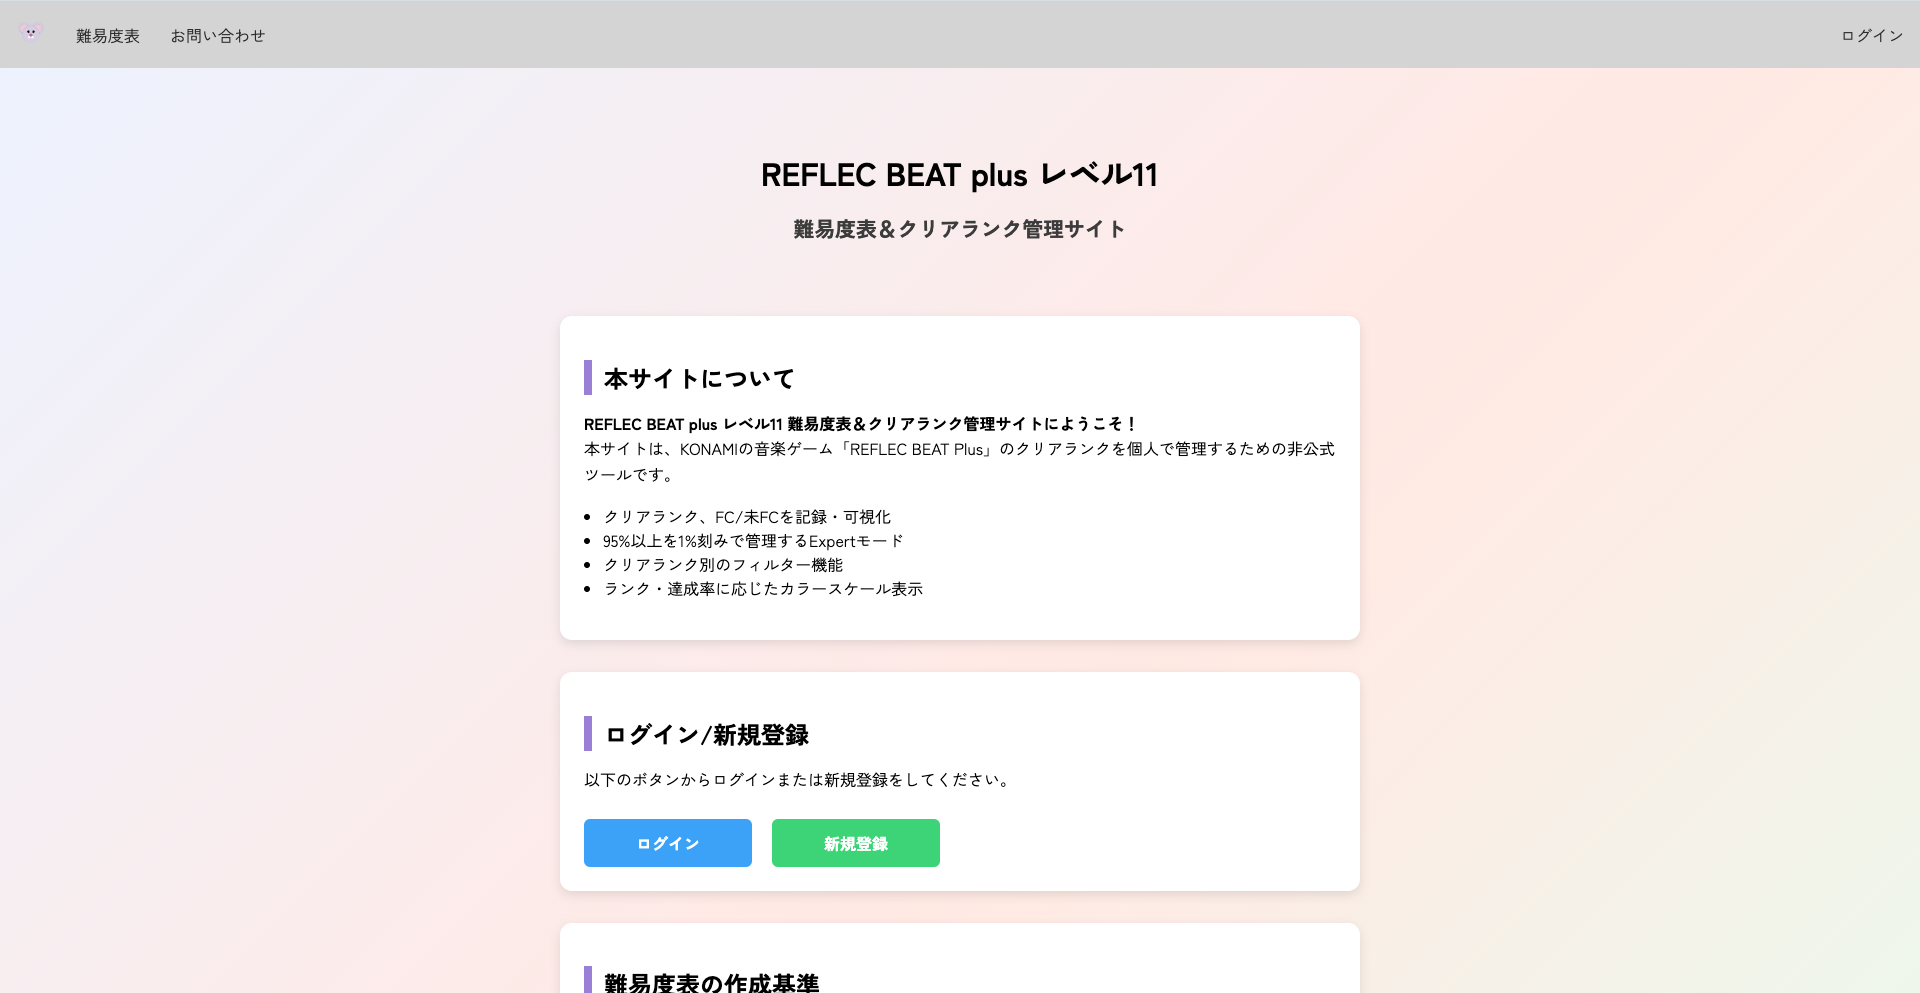 難易度表
お問い合わせ
ログイン
REFLEC BEAT plus レベル11
難易度表＆クリアランク管理サイト
本サイトについて
REFLEC BEAT plus レベル11 難易度表＆クリアランク管理サイトにようこそ！
本サイトは、KONAMIの音楽ゲーム「REFLEC BEAT Plus」のクリアランクを個人で管理するための非公式
ツールです。
クリアランク、FC/未FCを記録・可視化
95%以上を1%刻みで管理するExpertモード
クリアランク別のフィルター機能
ランク・達成率に応じたカラースケール表示
ログイン/新規登録
以下のボタンからログインまたは新規登録をしてください。
ログイン
新規登録
難易度表の作成基準